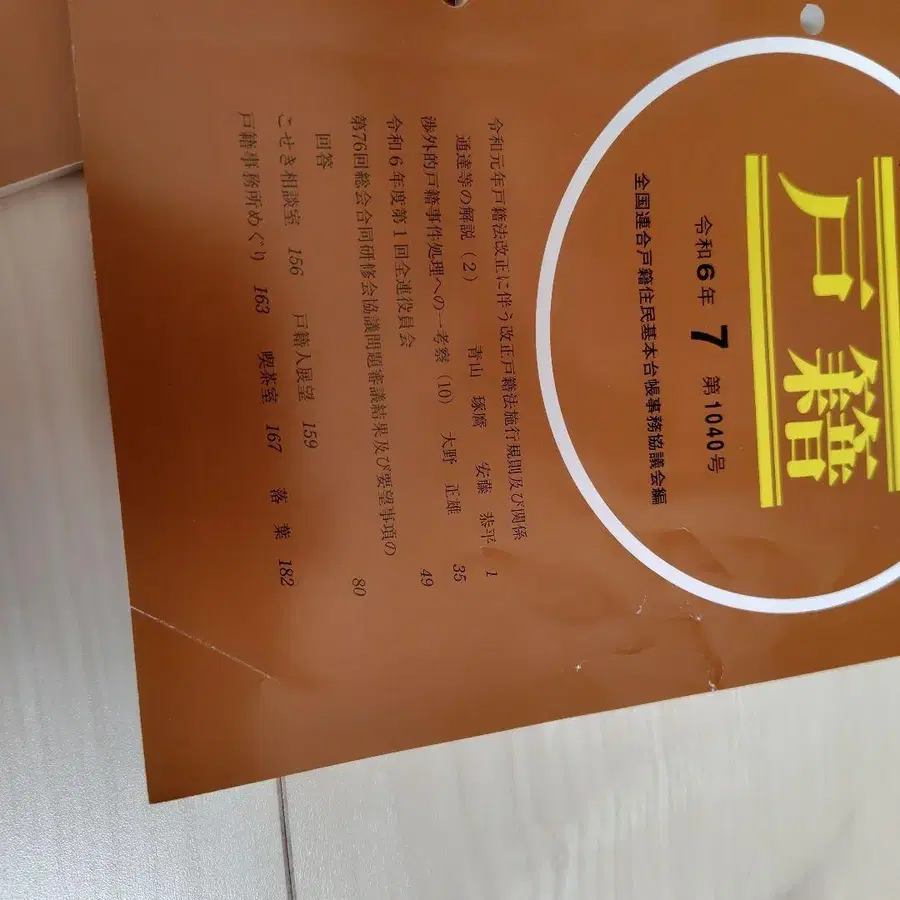 戸籍
令和6年 7 第1040号
全国連合戸籍住民基本台帳事務協議会編
令和元年戸籍法改正に伴う改正戸籍法施行規則及び関係
通達等の解説(2) 青山 琢磨 安藤 恭平 1
渉外的戸籍事件処理への一考察(10) 大野 正雄 35
令和6年度第1回全連役員会 49
第76回総会合同研修会協議問題審議結果及び要望事項の
回答 80
こせき相談室 156 戸籍人展望 159
戸籍事務所めぐり 163 喫茶室 167 落葉 182